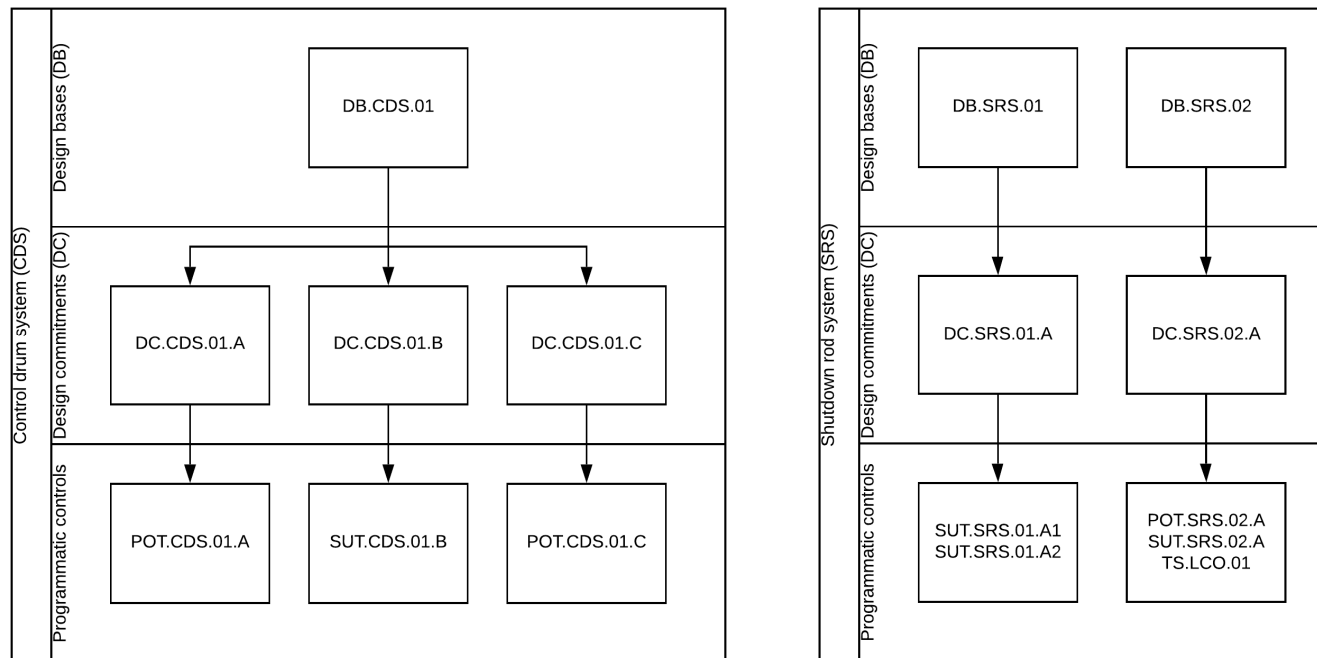 Control drum system (CDS)
Design bases (DB)
DB.CDS.01
Design commitments (DC)
DC.CDS.01.A
DC.CDS.01.B
DC.CDS.01.C
Programmatic controls
POT.CDS.01.A
SUT.CDS.01.B
POT.CDS.01.C
Shutdown rod system (SRS)
Design bases (DB)
DB.SRS.01
DB.SRS.02
Design commitments (DC)
DC.SRS.01.A
DC.SRS.02.A
Programmatic controls
SUT.SRS.01.A1
SUT.SRS.01.A2
POT.SRS.02.A
SUT.SRS.02.A
TS.LCO.01